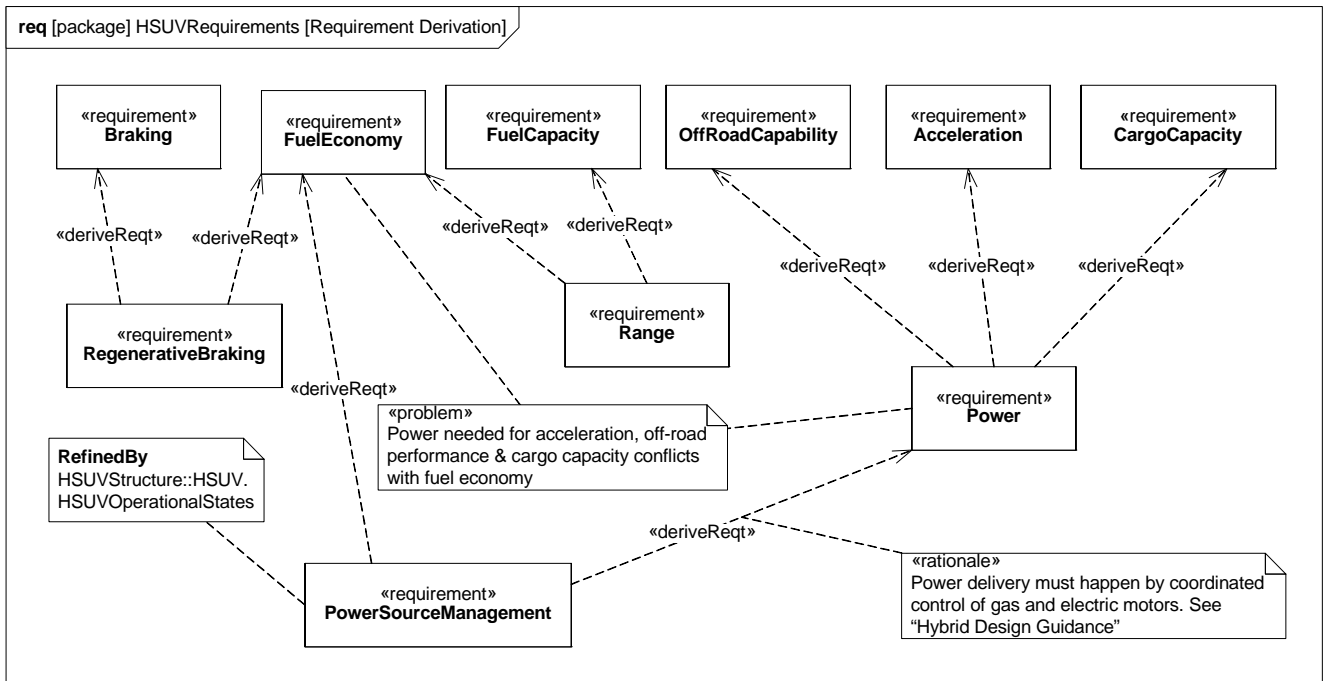 req [package] HSUVRequirements [Requirement Derivation]
«requirement»
Braking
«requirement»
FuelEconomy
«requirement»
FuelCapacity
«requirement»
OffRoadCapability
«requirement»
Acceleration
«requirement»
CargoCapacity
«deriveReqt»
«deriveReqt»
«deriveReqt»
«deriveReqt»
«deriveReqt»
«deriveReqt»
«deriveReqt»
«requirement»
RegenerativeBraking
«requirement»
Range
«deriveReqt»
«requirement»
Power
«problem»
Power needed for acceleration, off-road
performance & cargo capacity conflicts
with fuel economy
RefinedBy
HSUVStructure::HSUV.
HSUVOperationalStates
«deriveReqt»
«rationale»
Power delivery must happen by coordinated
control of gas and electric motors. See
“Hybrid Design Guidance”
«requirement»
PowerSourceManagement